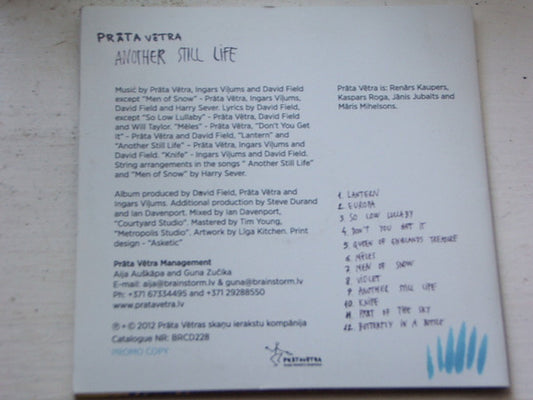 PRĀTA VĒTRA
ANOTHER STILL LIFE
Music by Prāta Vētra, Ingars Viļums and David Field
except "Men of Snow" - Prāta Vētra, Ingars Viļums,
David Field and Harry Sever. Lyrics by David Field,
except "So Low Lullaby" - Prāta Vētra, David Field
and Will Taylor. "Mēles" - Prāta Vētra, "Don't You Get
It" - Prāta Vētra and David Field, "Lantern" and
"Another Still Life" - Prāta Vētra, Ingars Viļums and
David Field. "Knife" - Ingars Viļums and David Field.
String arrangements in the songs " Another Still Life"
and "Men of Snow" by Harry Sever.
Album produced by David Field, Prāta Vētra and
Ingars Viļums. Additional production by Steve Durand
and Ian Davenport. Mixed by Ian Davenport,
"Courtyard Studio". Mastered by Tim Young,
"Metropolis Studio". Artwork by Līga Kitchen. Print
design - "Asketic"
Prāta Vētra Management
Aija Auškāpa and Guna Zučika
E-mail: aija@brainstorm.lv & guna@brainstorm.lv
Ph: +371 67334495 and +371 29288550
www.pratavetra.lv
℗ + © 2012 Prāta Vētras skaņu ierakstu kompānija
Catalogue NR: BRCD228
PROMO COPY
Prāta Vētra is: Renārs Kaupers,
Kaspars Roga, Jānis Jubalts and
Māris Mihelsons.
1. LANTERN
2. EUROPA
3. SO LOW LULLABY
4. DON'T YOU GET IT
5. QUEEN OF ENGLANDS TREASURE
6. MĒLES
7. MEN OF SNOW
8. VIOLET
9. ANOTHER STILL LIFE
10. KNIFE
11. PART OF THE SKY
12. BUTTERFLY IN A BOTTLE
PRĀTAVĒTRA